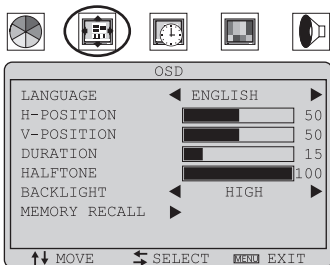 OSD
LANGUAGE ENGLISH
H-POSITION 50
V-POSITION 50
DURATION 15
HALFTONE 100
BACKLIGHT HIGH
MEMORY RECALL
MOVE SELECT MENU EXIT